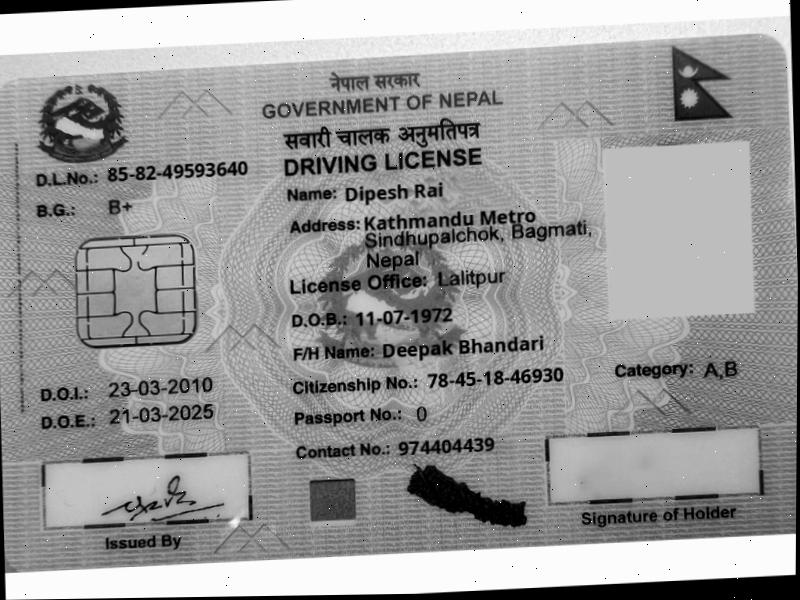 नेपाल सरकार
GOVERNMENT OF NEPAL
सवारी चालक अनुमतिपत्र
DRIVING LICENSE
D.L.No.: 85-82-49593640
B.G.: B+
Name: Dipesh Rai
Address: Kathmandu Metro
Sindhupalchok, Bagmati,
Nepal
License Office: Lalitpur
D.O.B.: 11-07-1972
F/H Name: Deepak Bhandari
D.O.I.: 23-03-2010
Citizenship No.: 78-45-18-46930
Category: A,B
D.O.E.: 21-03-2025
Passport No.: 0
Contact No.: 974404439
Issued By
Signature of Holder